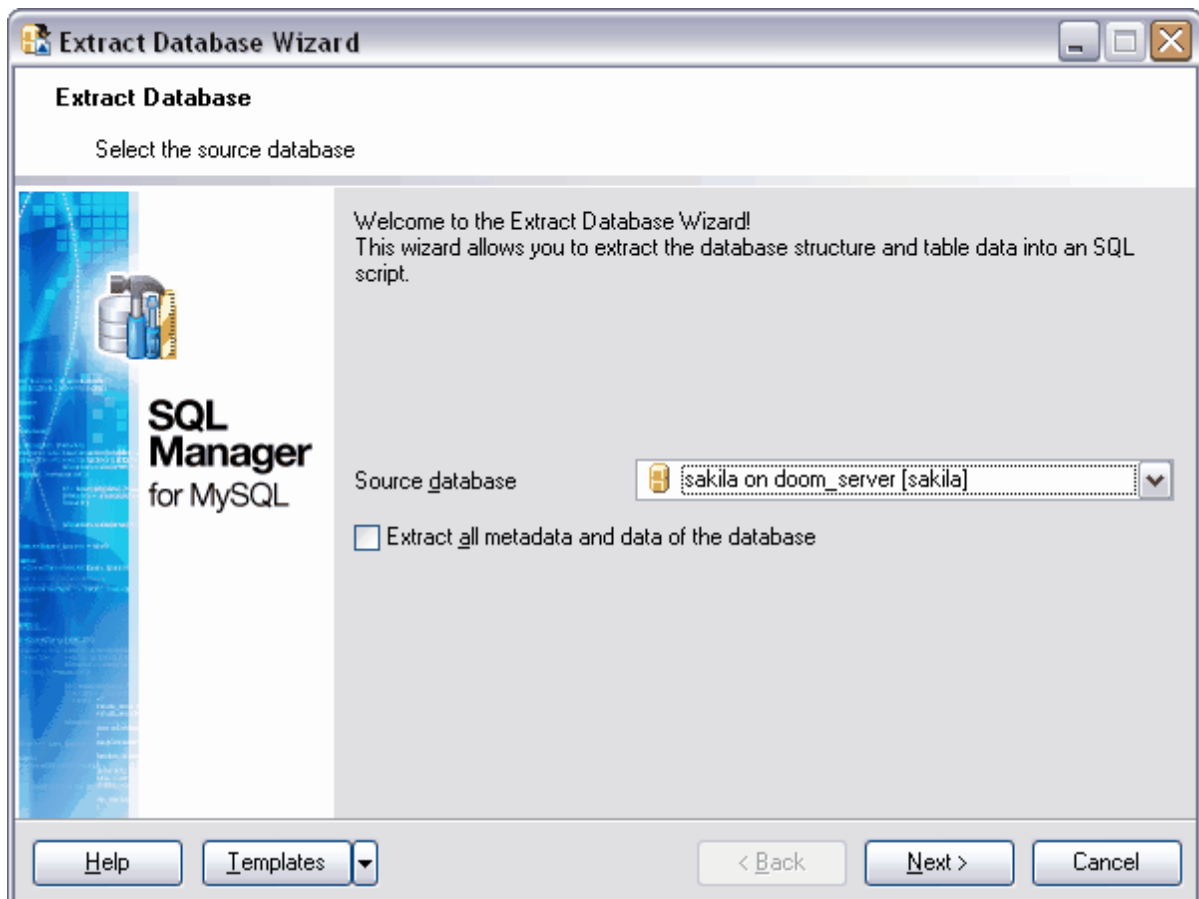 Extract Database Wizard
Extract Database
Select the source database
Welcome to the Extract Database Wizard!
This wizard allows you to extract the database structure and table data into an SQL
script.
SQL
Manager
for MySQL
Source database
sakila on doom_server [sakila]
Extract all metadata and data of the database
Help
Templates
< Back
Next >
Cancel